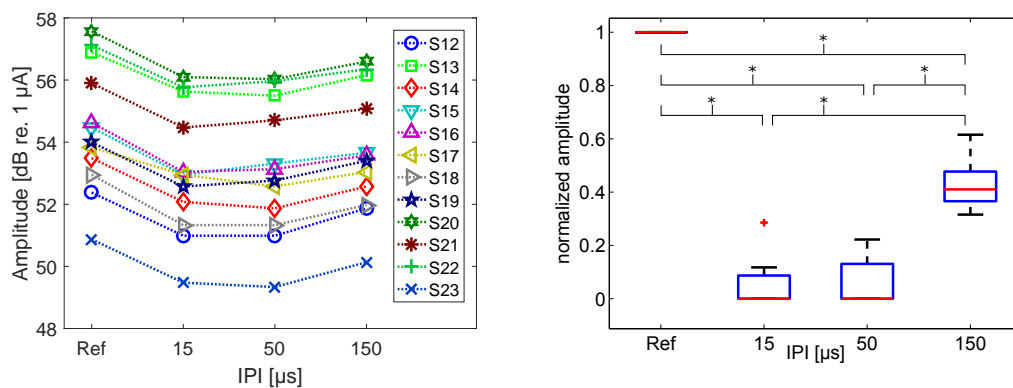 58
56
54
52
50
48
Amplitude [dB re. 1 µA]
Ref 15 50 150
IPI [µs]
S12
S13
S14
S15
S16
S17
S18
S19
S20
S21
S22
S23
1
0.8
0.6
0.4
0.2
0
normalized amplitude
*
* *
* *
Ref 15 50 150
IPI [µs]